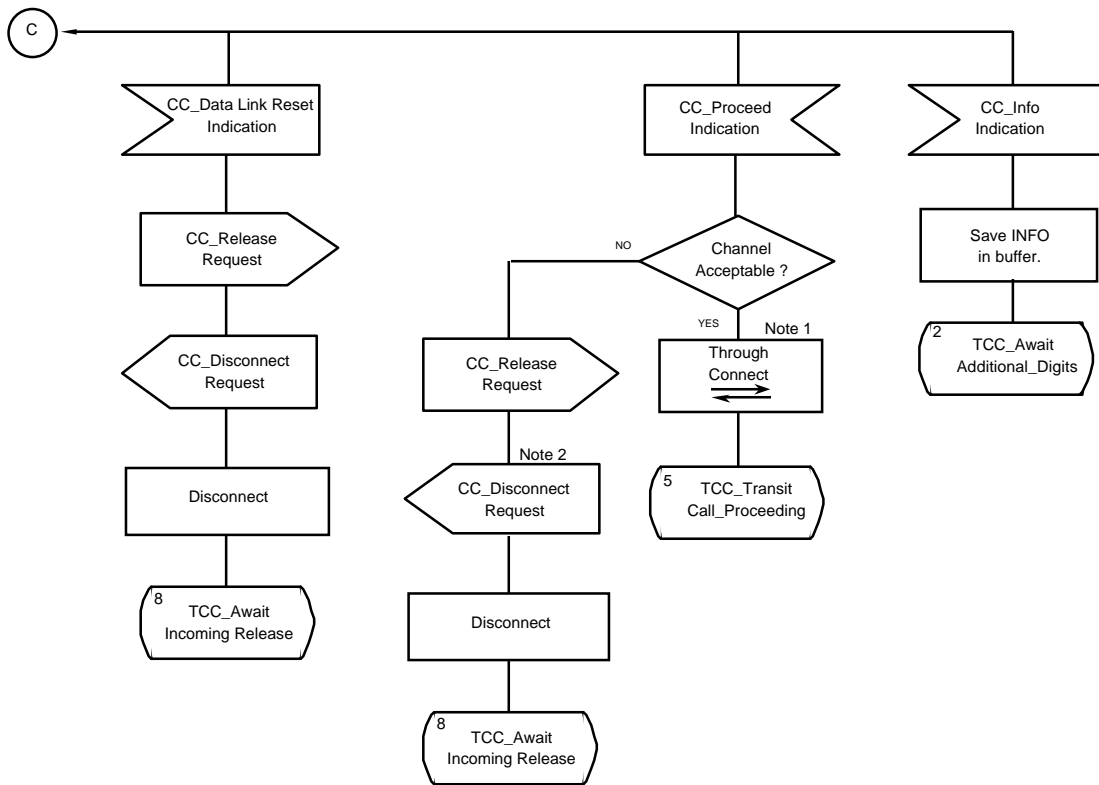 C
CC_Data Link Reset
Indication
CC_Proceed
Indication
CC_Info
Indication
CC_Release
Request
Channel
Acceptable ?
NO
YES
Save INFO
in buffer.
CC_Disconnect
Request
CC_Release
Request
Note 1
Through
Connect
2
TCC_Await
Additional_Digits
Disconnect
Note 2
CC_Disconnect
Request
5
TCC_Transit
Call_Proceeding
8
TCC_Await
Incoming Release
Disconnect
8
TCC_Await
Incoming Release